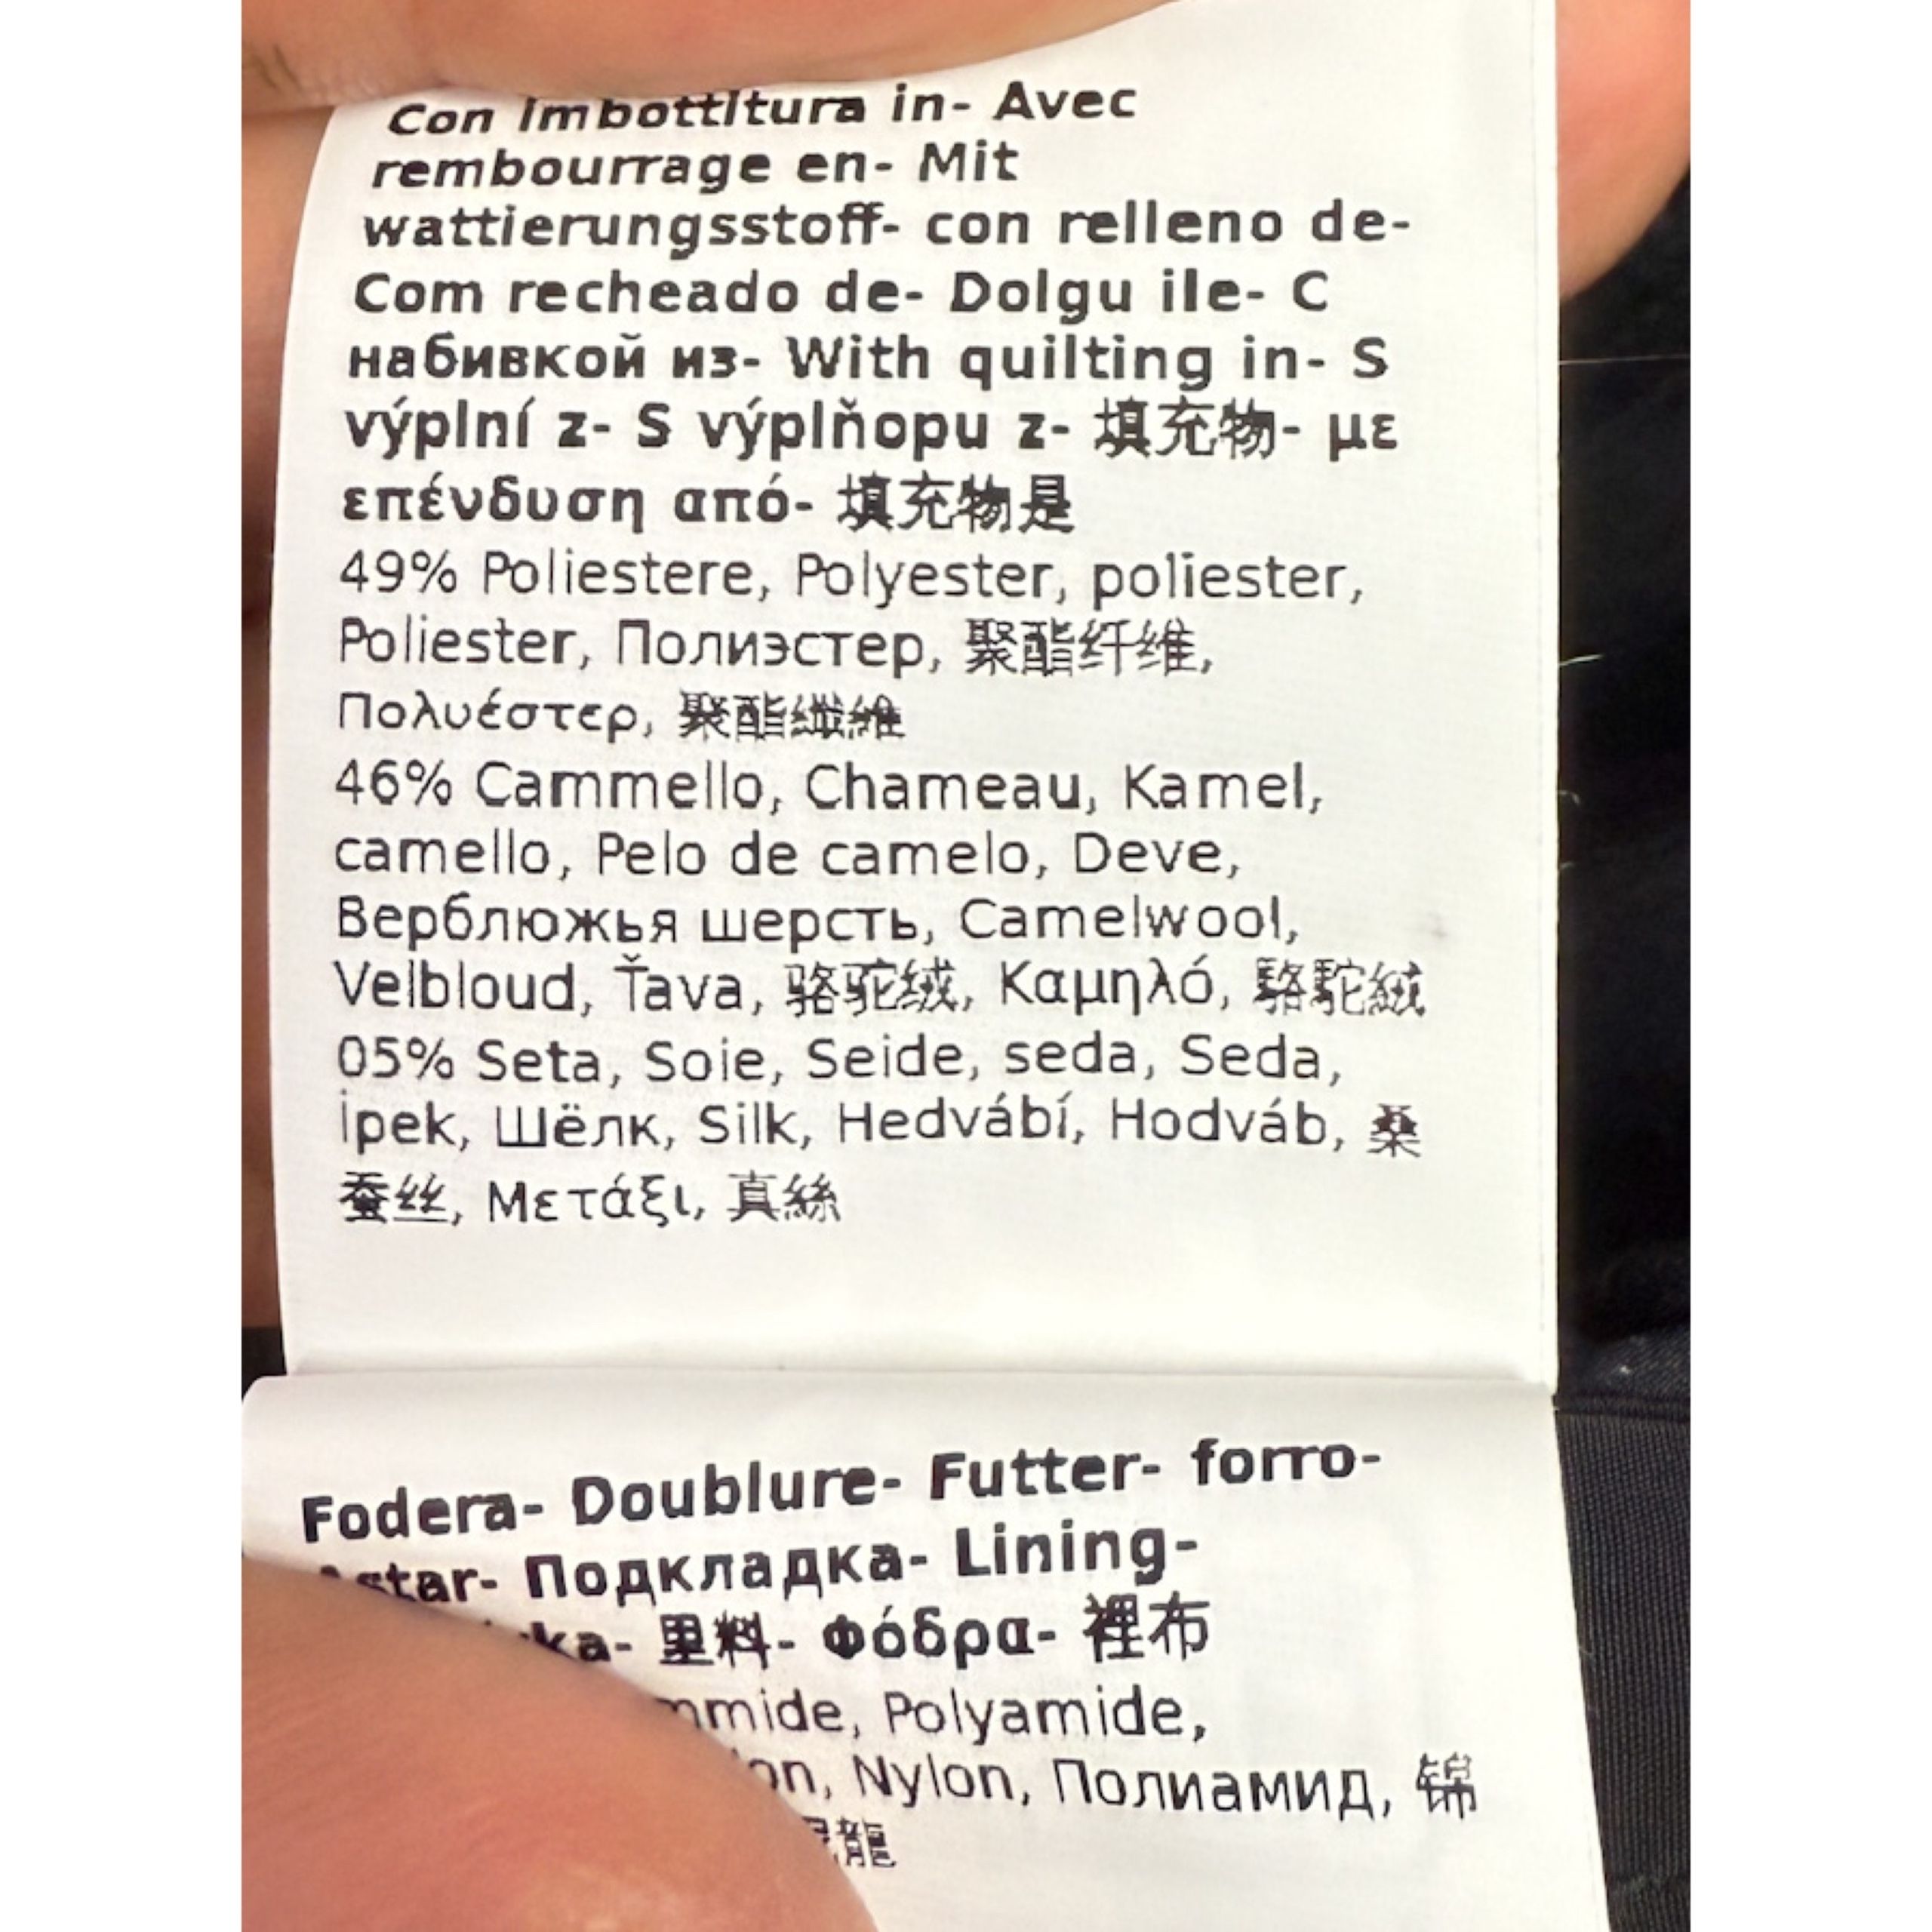 Con imbottitura in- Avec
rembourrage en- Mit
wattierungsstoff- con relleno de-
Com recheado de- Dolgu ile- С
набивкой из- With quilting in- S
výplní z- S výplňopu z- 填充物- με
επένδυση από- 填充物是
49% Poliestere, Polyester, poliester,
Poliester, Полиэстер, 聚酯纤维,
Πολυέστερ, 聚酯纖維
46% Cammello, Chameau, Kamel,
camello, Pelo de camelo, Deve,
Верблюжья шерсть, Camelwool,
Velbloud, Ťava, 骆驼绒, Καμηλό, 駱駝絨
05% Seta, Soie, Seide, seda, Seda,
İpek, Шёлк, Silk, Hedvábí, Hodváb, 桑
蚕丝, Μετάξι, 真絲
Fodera- Doublure- Futter- forro-
Подкладка- Lining-
里料- Φόδρα- 裡布
Polyamide,
Nylon, Полиамид, 锦